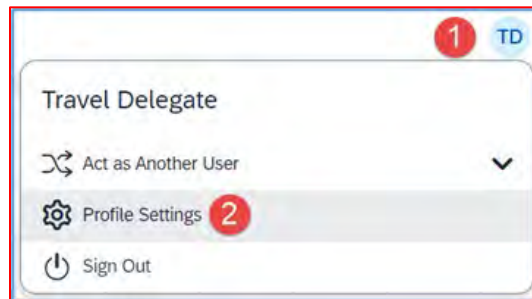 1 TD
Travel Delegate
Act as Another User
Profile Settings 2
Sign Out